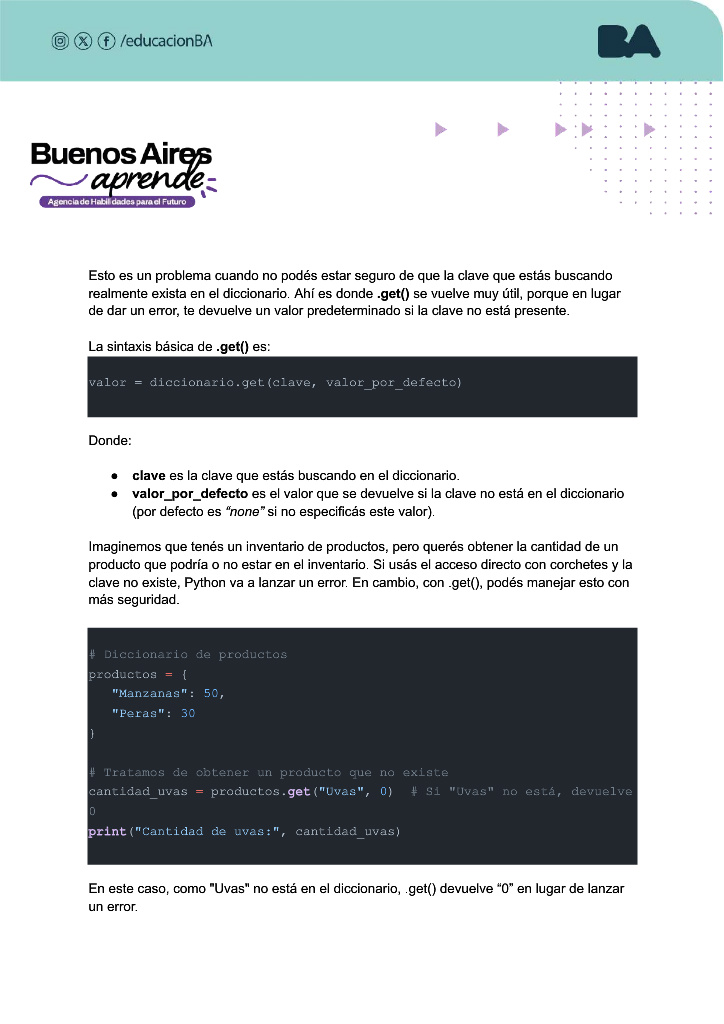 /educacionBA
BA
Buenos Aires
aprende
Agencia de Habilidades para el Futuro
Esto es un problema cuando no podés estar seguro de que la clave que estás buscando
realmente exista en el diccionario. Ahí es donde .get() se vuelve muy útil, porque en lugar
de dar un error, te devuelve un valor predeterminado si la clave no está presente.
La sintaxis básica de .get() es:
valor = diccionario.get(clave, valor_por_defecto)
Donde:
● clave es la clave que estás buscando en el diccionario.
● valor_por_defecto es el valor que se devuelve si la clave no está en el diccionario
(por defecto es “none” si no especificás este valor).
Imaginemos que tenés un inventario de productos, pero querés obtener la cantidad de un
producto que podría o no estar en el inventario. Si usás el acceso directo con corchetes y la
clave no existe, Python va a lanzar un error. En cambio, con .get(), podés manejar esto con
más seguridad.
# Diccionario de productos
productos = {
"Manzanas": 50,
"Peras": 30
}
# Tratamos de obtener un producto que no existe
cantidad_uvas = productos.get("Uvas", 0)  # Si "Uvas" no está, devuelve
0
print("Cantidad de uvas:", cantidad_uvas)
En este caso, como "Uvas" no está en el diccionario, .get() devuelve “0” en lugar de lanzar
un error.